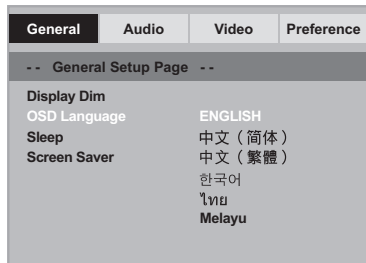 General Audio Video Preference
- - General Setup Page - -
Display Dim
OSD Language ENGLISH
Sleep 中文（简体）
Screen Saver 中文（繁體）
한국어
ไทย
Melayu